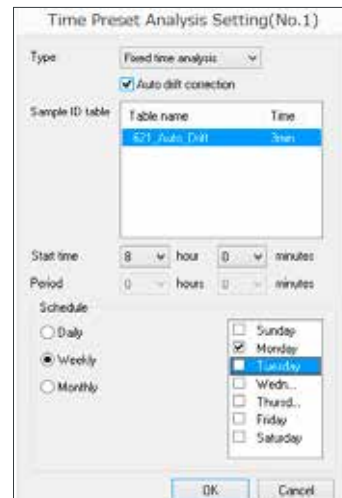 Time Preset Analysis Setting(No.1)
Type Fixed time analysis
Auto drift correction
Sample ID table Table name Time
621_Auto_Drift 3min
Start time 8 hour 0 minutes
Period 0 hours 0 minutes
Schedule
Daily
Weekly
Monthly
Sunday
Monday
Tuesday
Wedn...
Thursd...
Friday
Saturday
OK Cancel